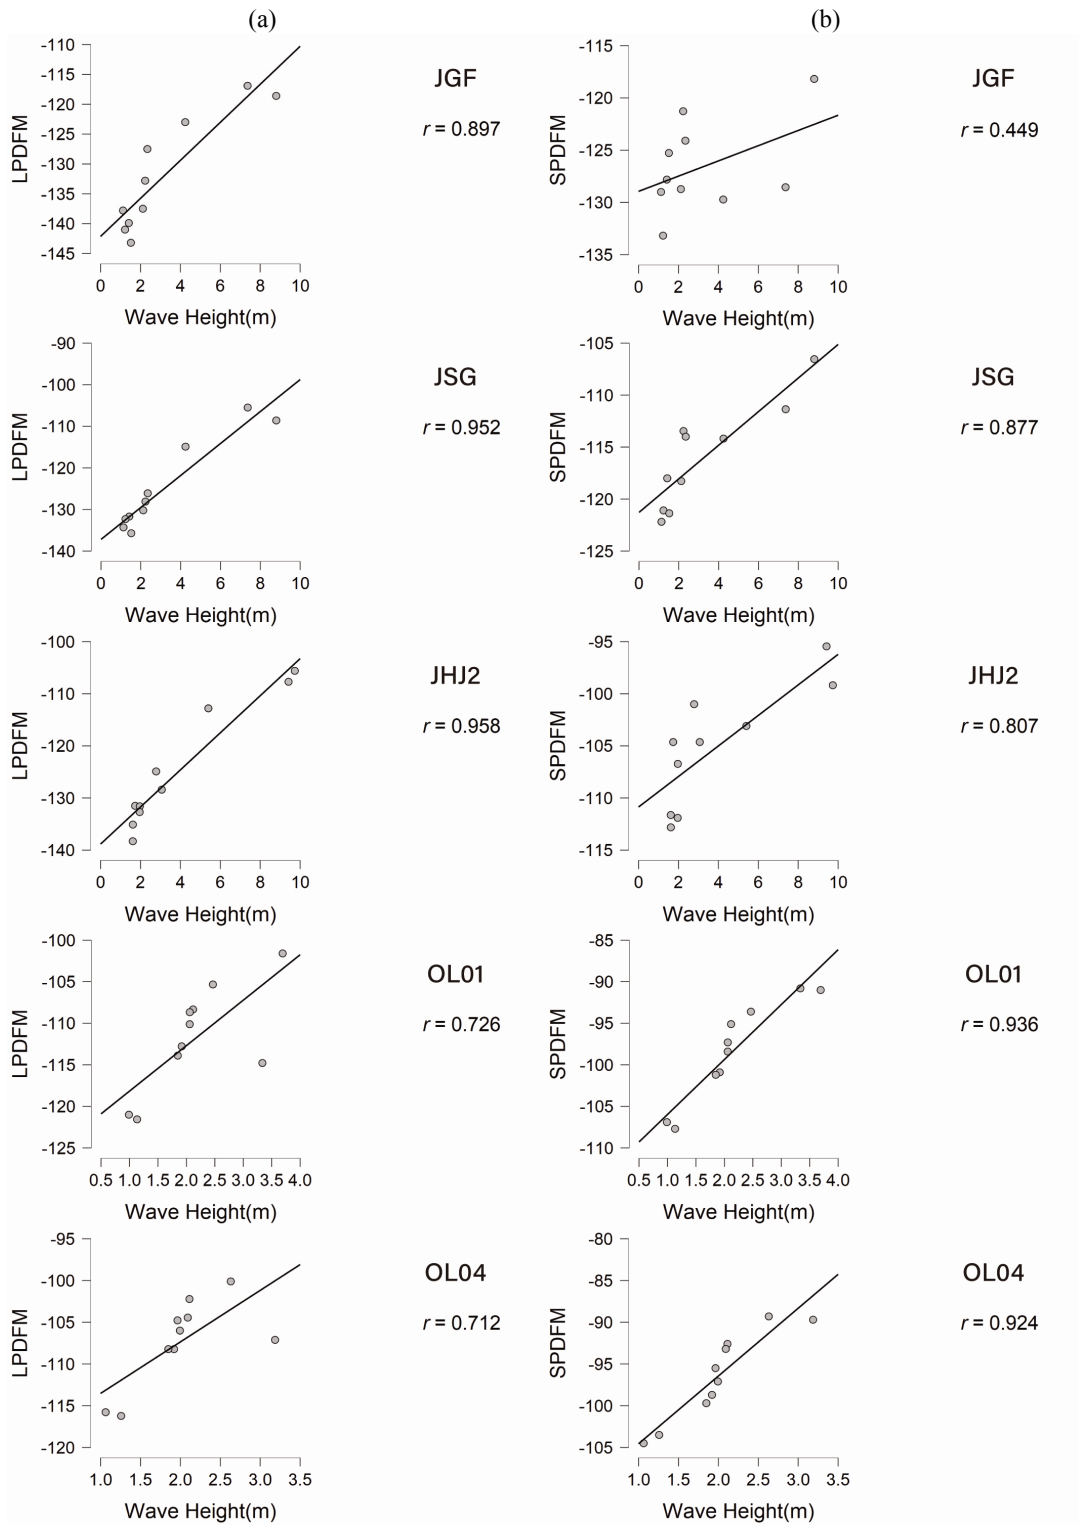 (a)
(b)
-110
-115
-120
-125
-130
-135
-140
-145
LPDFM
0 2 4 6 8 10
Wave Height(m)
JGF
r = 0.897
-115
-120
-125
-130
-135
SPDFM
0 2 4 6 8 10
Wave Height(m)
JGF
r = 0.449
-90
-100
-110
-120
-130
-140
LPDFM
0 2 4 6 8 10
Wave Height(m)
JSG
r = 0.952
-105
-110
-115
-120
-125
SPDFM
0 2 4 6 8 10
Wave Height(m)
JSG
r = 0.877
-100
-110
-120
-130
-140
LPDFM
0 2 4 6 8 10
Wave Height(m)
JHJ2
r = 0.958
-95
-100
-105
-110
-115
SPDFM
0 2 4 6 8 10
Wave Height(m)
JHJ2
r = 0.807
-100
-105
-110
-115
-120
-125
LPDFM
0.5 1.0 1.5 2.0 2.5 3.0 3.5 4.0
Wave Height(m)
OL01
r = 0.726
-85
-90
-95
-100
-105
-110
SPDFM
0.5 1.0 1.5 2.0 2.5 3.0 3.5 4.0
Wave Height(m)
OL01
r = 0.936
-95
-100
-105
-110
-115
-120
LPDFM
1.0 1.5 2.0 2.5 3.0 3.5
Wave Height(m)
OL04
r = 0.712
-80
-85
-90
-95
-100
-105
SPDFM
1.0 1.5 2.0 2.5 3.0 3.5
Wave Height(m)
OL04
r = 0.924